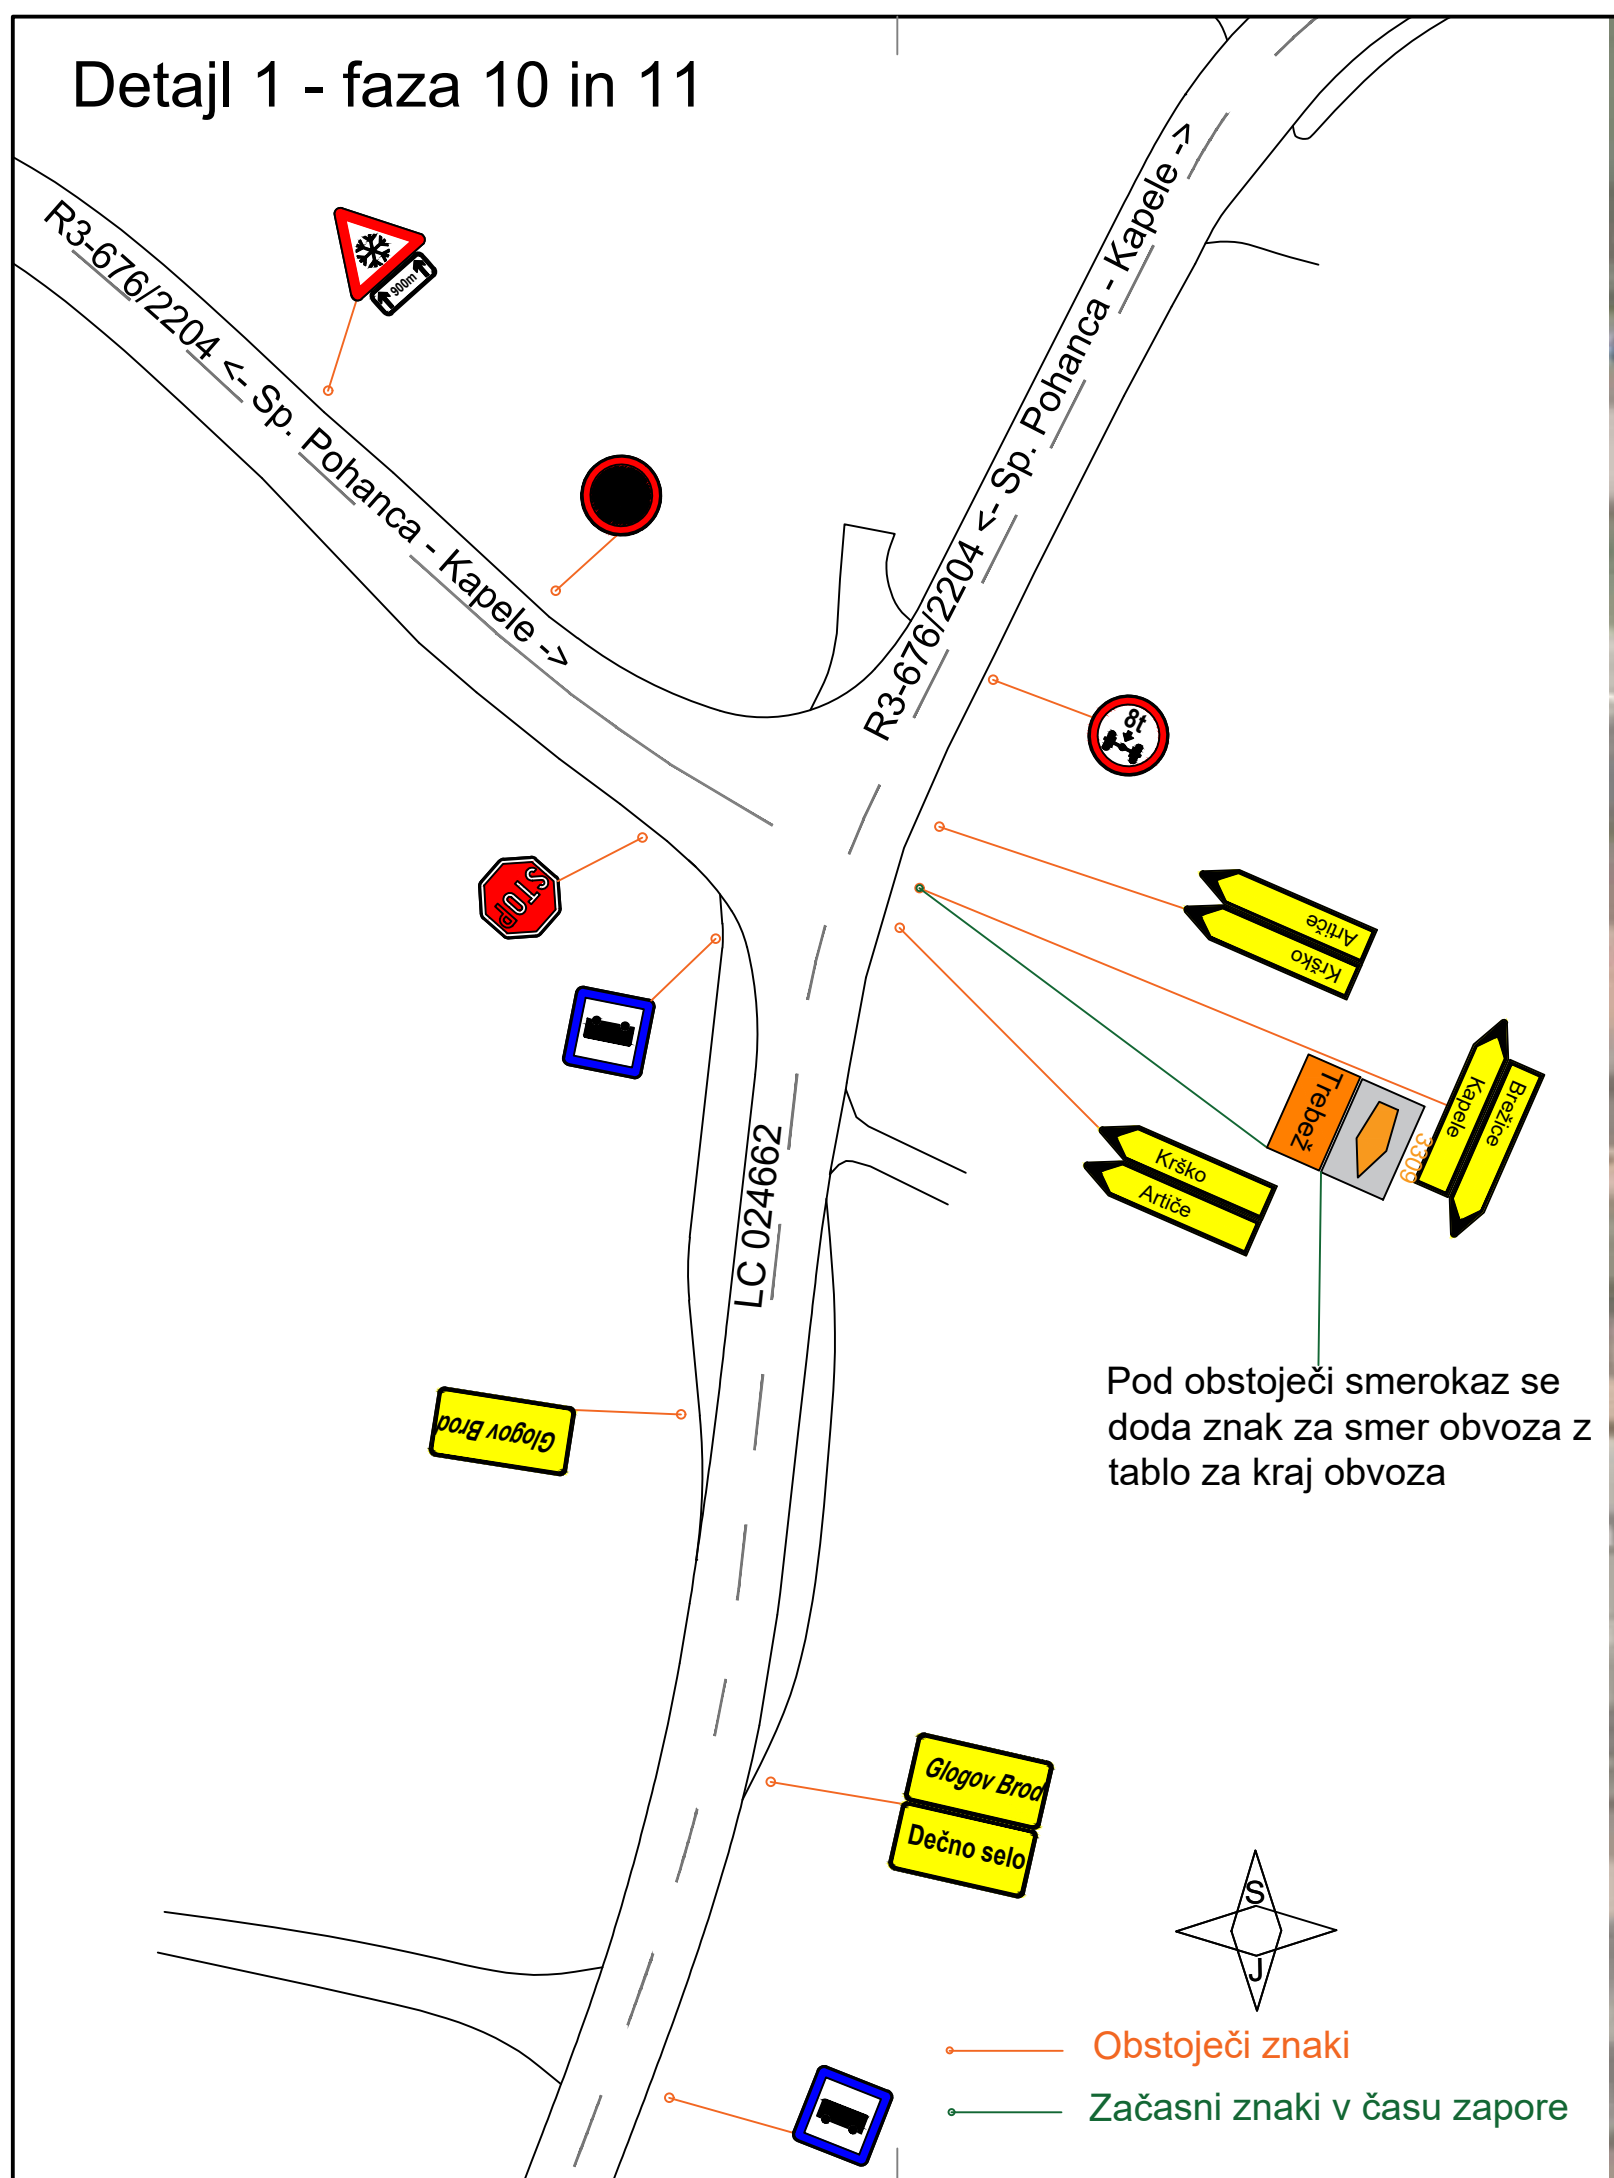 Detajl 1 - faza 10 in 11
R3-676/2204 <- Sp. Pohanca - Kapele ->
900m
R3-676/2204 <- Sp. Pohanca - Kapele ->
8t
STOP
Artiče
Krško
Brežice
Kapele
3309
Trebež
Krško
Artiče
LC 024662
Pod obstoječi smerokaz se
doda znak za smer obvoza z
tablo za kraj obvoza
Glogov Brod
Glogov Brod
Dečno selo
S
J
Obstoječi znaki
Začasni znaki v času zapore